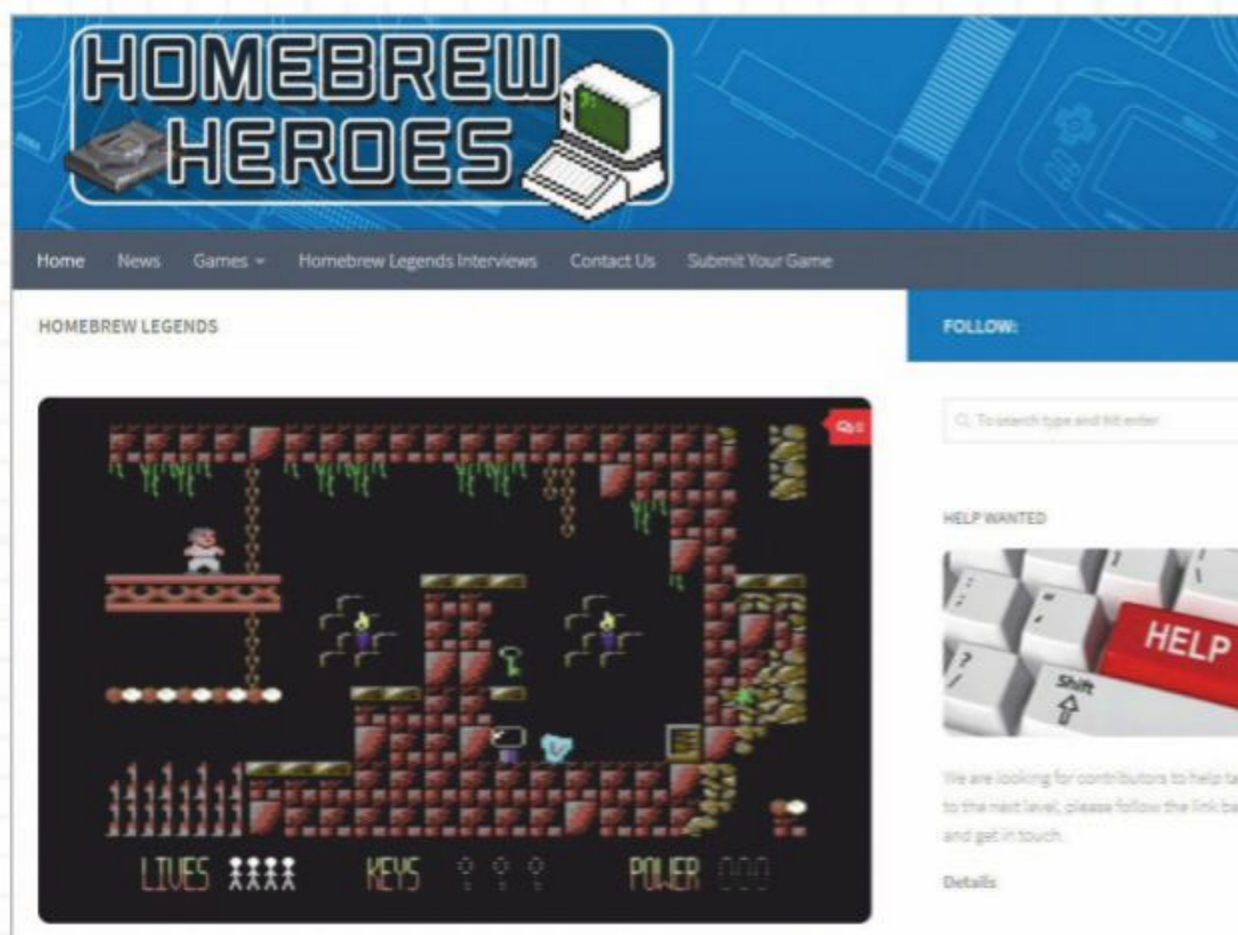 HOMEBREW
HEROES
Home News Games Homebrew Legends Interviews Contact Us Submit Your Game
HOMEBREW LEGENDS
FOLLOW:
To search type and hit enter
HELP WANTED
HELP
Shift
LIVES KEYS POWER 000
We are looking for contributors to help ta
to the next level, please follow the link be
and get in touch.
Details